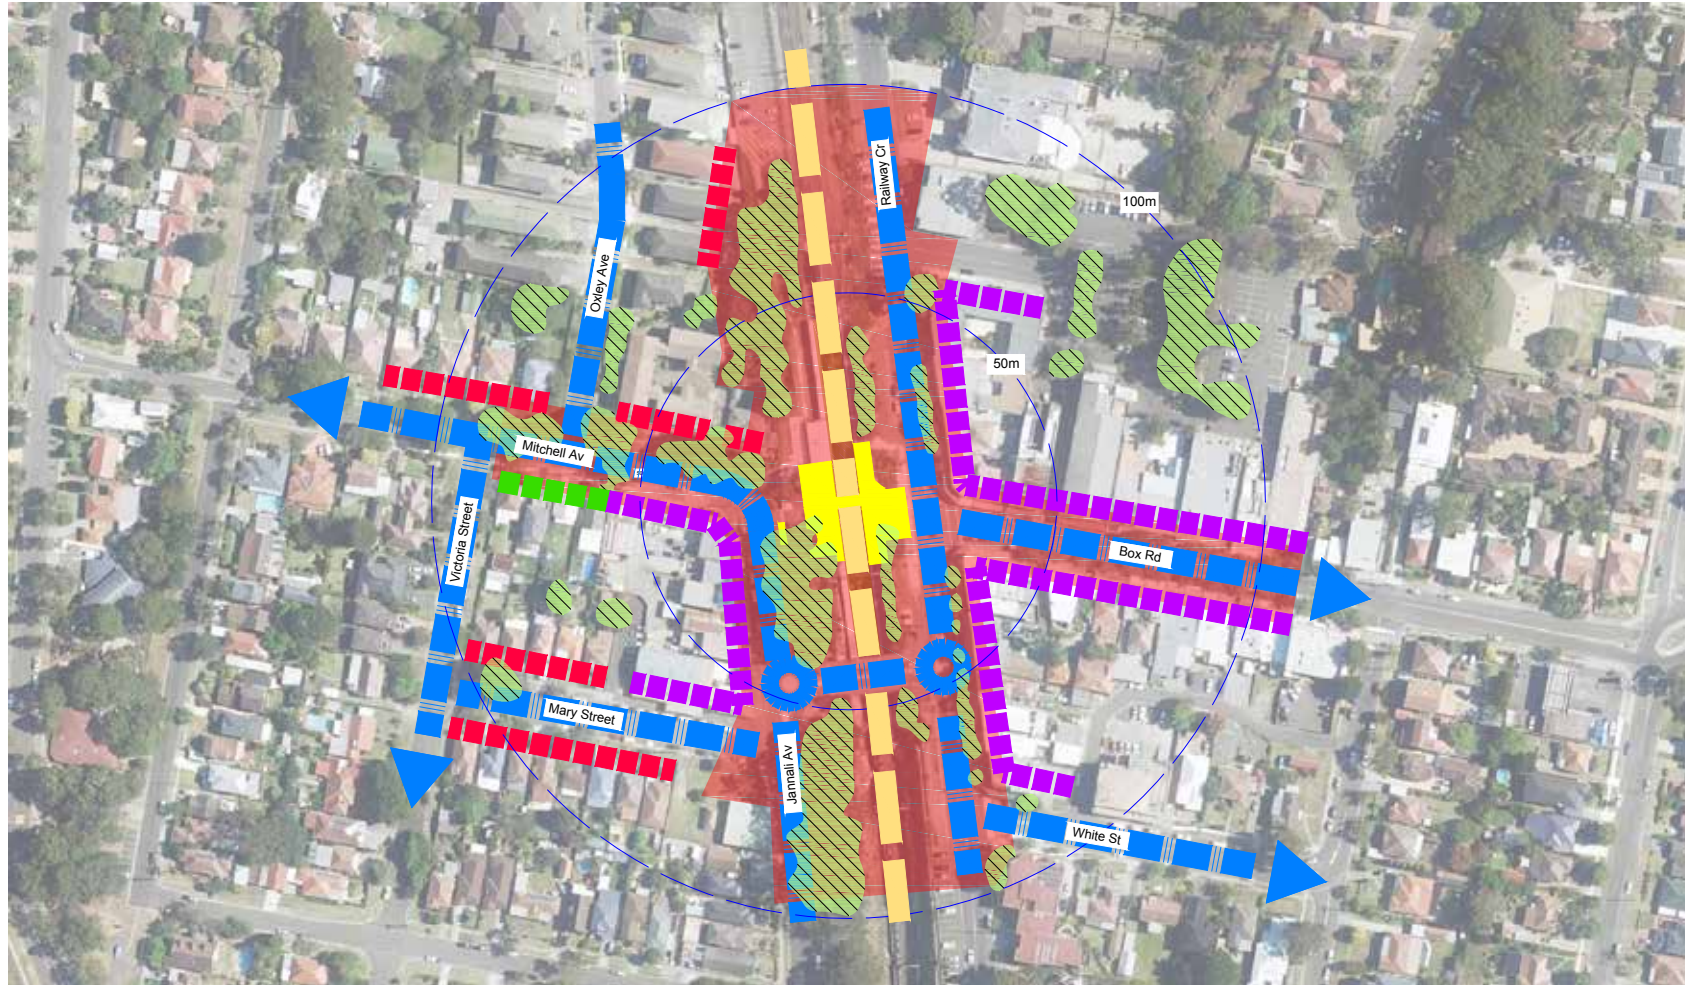 Railway Cr
100m
Oxley Ave
50m
Mitchell Av
Box Rd
Victoria Street
Mary Street
Jannali Av
White St